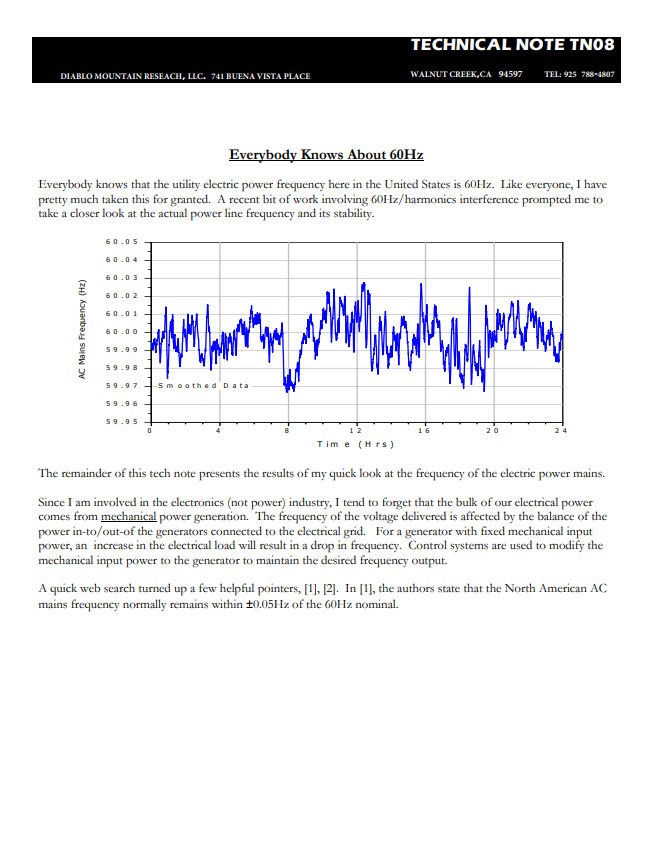 TECHNICAL NOTE TN08
DIABLO MOUNTAIN RESEACH, LLC. 741 BUENA VISTA PLACE WALNUT CREEK,CA 94597 TEL: 925 788•4807
Everybody Knows About 60Hz
Everybody knows that the utility electric power frequency here in the United States is 60Hz. Like everyone, I have
pretty much taken this for granted. A recent bit of work involving 60Hz/harmonics interference prompted me to
take a closer look at the actual power line frequency and its stability.
AC Mains Frequency (Hz)
60.05
60.04
60.03
60.02
60.01
60.00
59.99
59.98
59.97
59.96
59.95
Smoothed Data
0 4 8 12 16 20 24
Time (Hrs)
The remainder of this tech note presents the results of my quick look at the frequency of the electric power mains.
Since I am involved in the electronics (not power) industry, I tend to forget that the bulk of our electrical power
comes from mechanical power generation. The frequency of the voltage delivered is affected by the balance of the
power in-to/out-of the generators connected to the electrical grid. For a generator with fixed mechanical input
power, an increase in the electrical load will result in a drop in frequency. Control systems are used to modify the
mechanical input power to the generator to maintain the desired frequency output.
A quick web search turned up a few helpful pointers, [1], [2]. In [1], the authors state that the North American AC
mains frequency normally remains within ±0.05Hz of the 60Hz nominal.